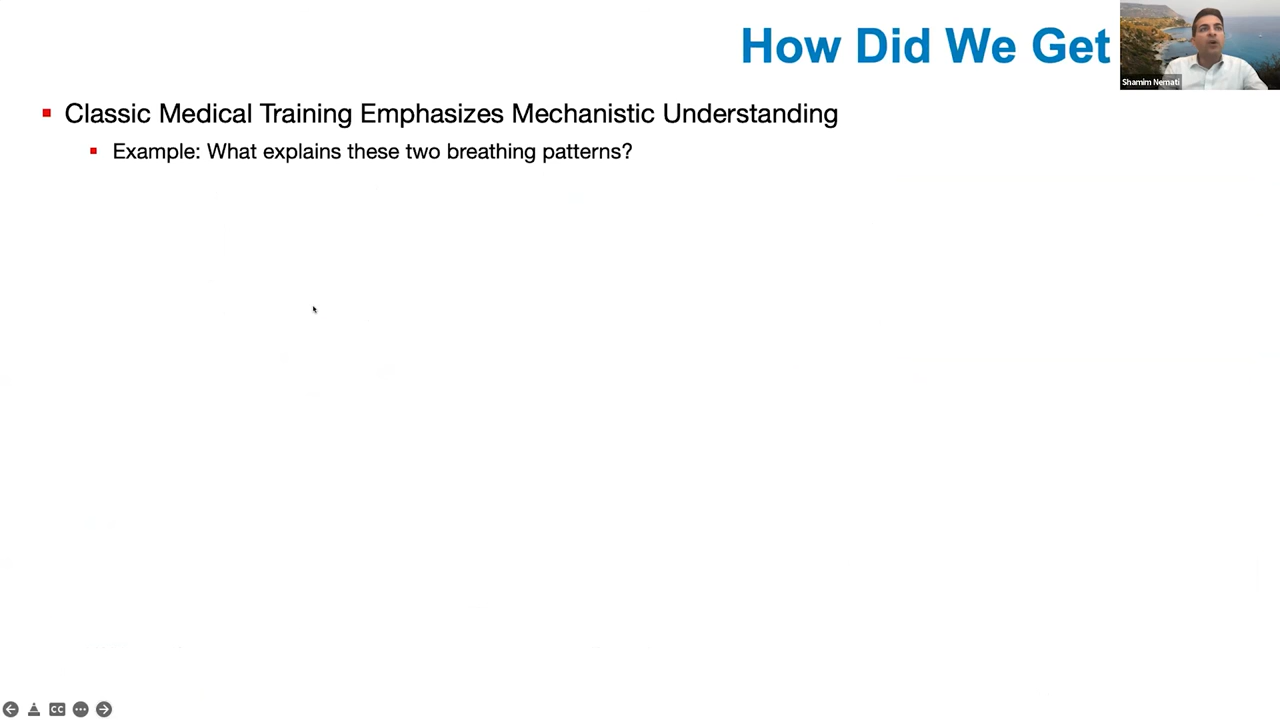 How Did We Get
Shamim Nemati
Classic Medical Training Emphasizes Mechanistic Understanding
Example: What explains these two breathing patterns?
CC